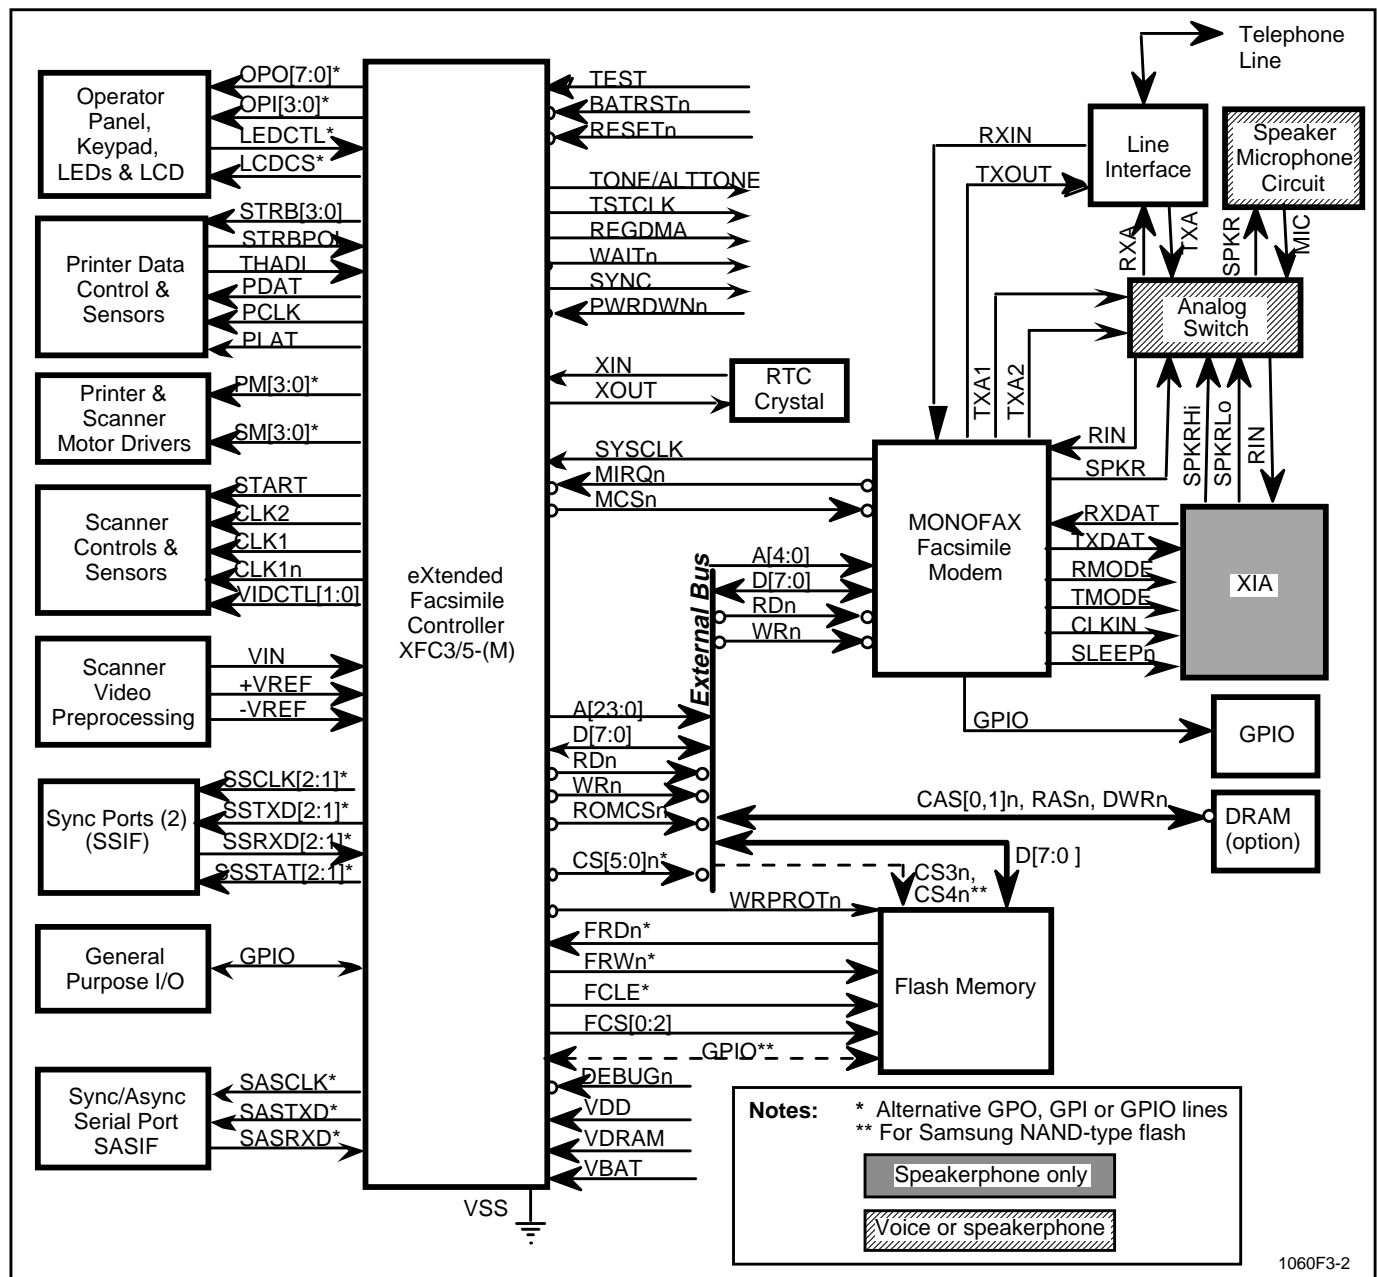 Telephone
Line
Operator
Panel,
Keypad,
LEDs & LCD
OPO[7:0]*
OPI[3:0]*
LEDCTL*
LCDCS*
TEST
BATRSTn
RESETn
RXIN
TXOUT
Line
Interface
Speaker
Microphone
Circuit
TONE/ALTTONE
TSTCLK
REGDMA
WAITn
SYNC
PWRDWNn
RXA
TXA
SPKR
MIC
Printer Data
Control &
Sensors
STRB[3:0]
STRBPOL
THADI
PDAT
PCLK
PLAT
Analog
Switch
XIN
XOUT
RTC
Crystal
TXA1
TXA2
Printer &
Scanner
Motor Drivers
PM[3:0]*
SM[3:0]*
RIN
SPKR
SPKRHi
SPKRLo
RIN
SYSCLK
MIRQn
MCSn
Scanner
Controls &
Sensors
START
CLK2
CLK1
CLK1n
VIDCTL[1:0]
MONOFAX
Facsimile
Modem
RXDAT
TXDAT
RMODE
TMODE
CLKIN
SLEEPn
XIA
eXtended
Facsimile
Controller
XFC3/5-(M)
External Bus
A[4:0]
D[7:0]
RDn
WRn
Scanner
Video
Preprocessing
VIN
+VREF
-VREF
GPIO
GPIO
A[23:0]
D[7:0]
RDn
WRn
ROMCSn
CS[5:0]n*
Sync Ports (2)
(SSIF)
SSCLK[2:1]*
SSTXD[2:1]*
SSRXD[2:1]*
SSSTAT[2:1]*
CAS[0,1]n, RASn, DWRn
DRAM
(option)
D[7:0 ]
CS3n,
CS4n**
WRPROTn
FRDn*
FRWn*
FCLE*
FCS[0:2]
GPIO**
Flash Memory
General
Purpose I/O
GPIO
DEBUGn
VDD
VDRAM
VBAT
Sync/Async
Serial Port
SASIF
SASCLK*
SASTXD*
SASRXD*
VSS
Notes: * Alternative GPO, GPI or GPIO lines
** For Samsung NAND-type flash
Speakerphone only
Voice or speakerphone
1060F3-2